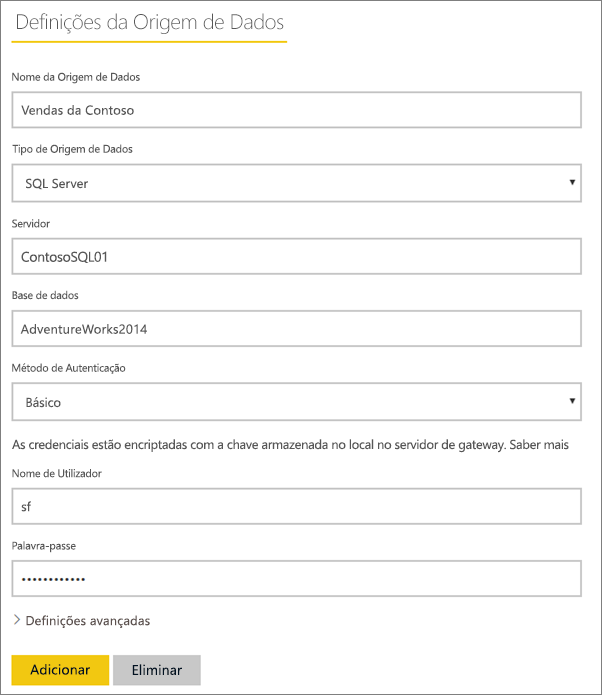 Definições da Origem de Dados
Nome da Origem de Dados
Vendas da Contoso
Tipo de Origem de Dados
SQL Server
Servidor
ContosoSQL01
Base de dados
AdventureWorks2014
Método de Autenticação
Básico
As credenciais estão encriptadas com a chave armazenada no local no servidor de gateway. Saber mais
Nome de Utilizador
sf
Palavra-passe
••••••••••••
Definições avançadas
Adicionar Eliminar